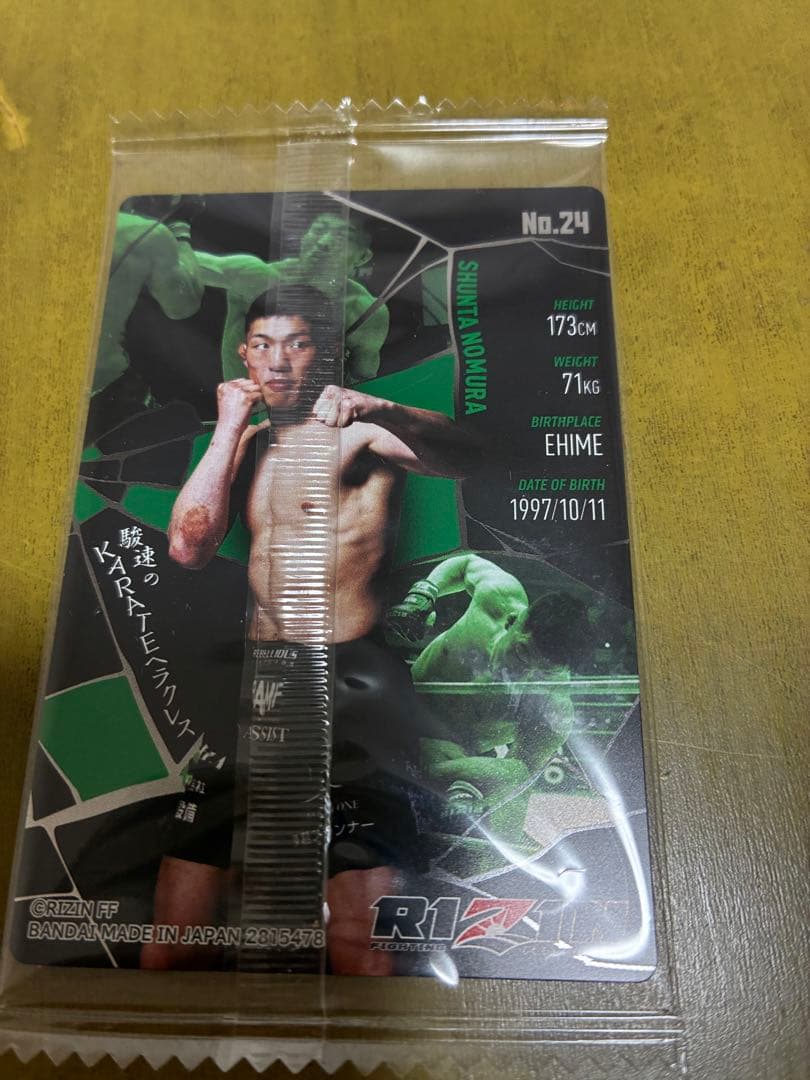 No.24
SHUNTA NOMURA
HEIGHT
173CM
WEIGHT
71KG
BIRTHPLACE
EHIME
DATE OF BIRTH
1997/10/11
駿速の
KARATEヘラクレス
ASSIST
ONE
©RIZIN FF
BANDAI MADE IN JAPAN 2815478
RIZIN
FIGHTING